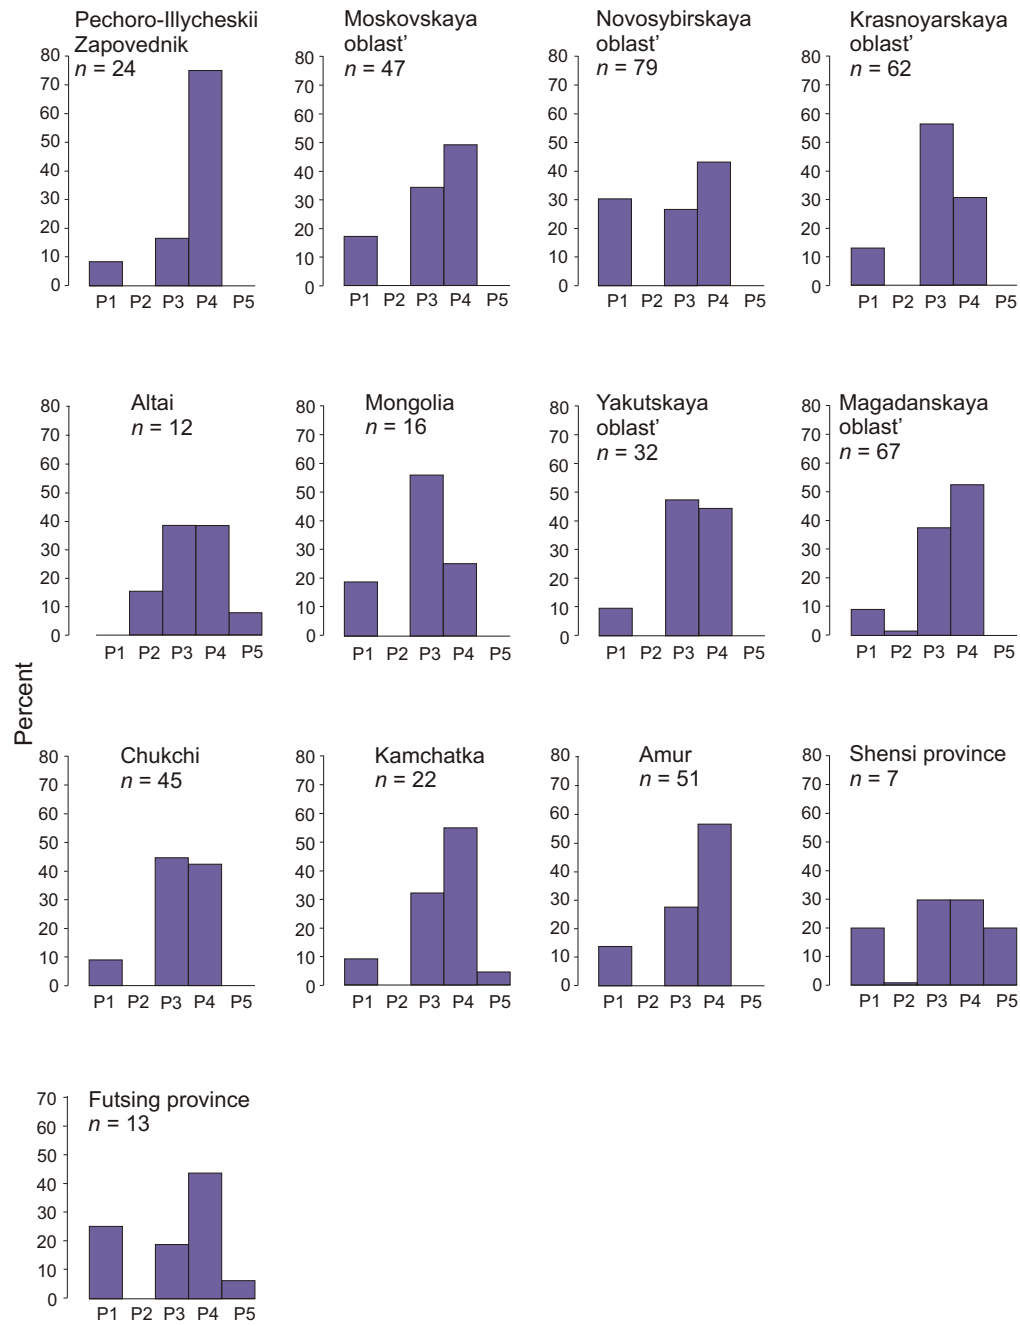 Pechoro-Illycheskii
Zapovednik
n = 24
80
70
60
50
40
30
20
10
0
P1 P2 P3 P4 P5
Moskovskaya
oblast’
n = 47
80
70
60
50
40
30
20
10
0
P1 P2 P3 P4 P5
Novosybirskaya
oblast’
n = 79
80
70
60
50
40
30
20
10
0
P1 P2 P3 P4 P5
Krasnoyarskaya
oblast’
n = 62
80
70
60
50
40
30
20
10
0
P1 P2 P3 P4 P5
Percent
Altai
n = 12
80
70
60
50
40
30
20
10
0
P1 P2 P3 P4 P5
Mongolia
n = 16
80
70
60
50
40
30
20
10
0
P1 P2 P3 P4 P5
Yakutskaya
oblast’
n = 32
80
70
60
50
40
30
20
10
0
P1 P2 P3 P4 P5
Magadanskaya
oblast’
n = 67
80
70
60
50
40
30
20
10
0
P1 P2 P3 P4 P5
Chukchi
n = 45
80
70
60
50
40
30
20
10
0
P1 P2 P3 P4 P5
Kamchatka
n = 22
80
70
60
50
40
30
20
10
0
P1 P2 P3 P4 P5
Amur
n = 51
80
70
60
50
40
30
20
10
0
P1 P2 P3 P4 P5
Shensi province
n = 7
80
70
60
50
40
30
20
10
0
P1 P2 P3 P4 P5
Futsing province
n = 13
70
60
50
40
30
20
10
0
P1 P2 P3 P4 P5